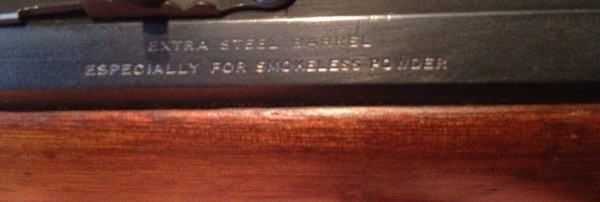 EXTRA STEEL BARREL
ESPECIALLY FOR SMOKELESS POWDER